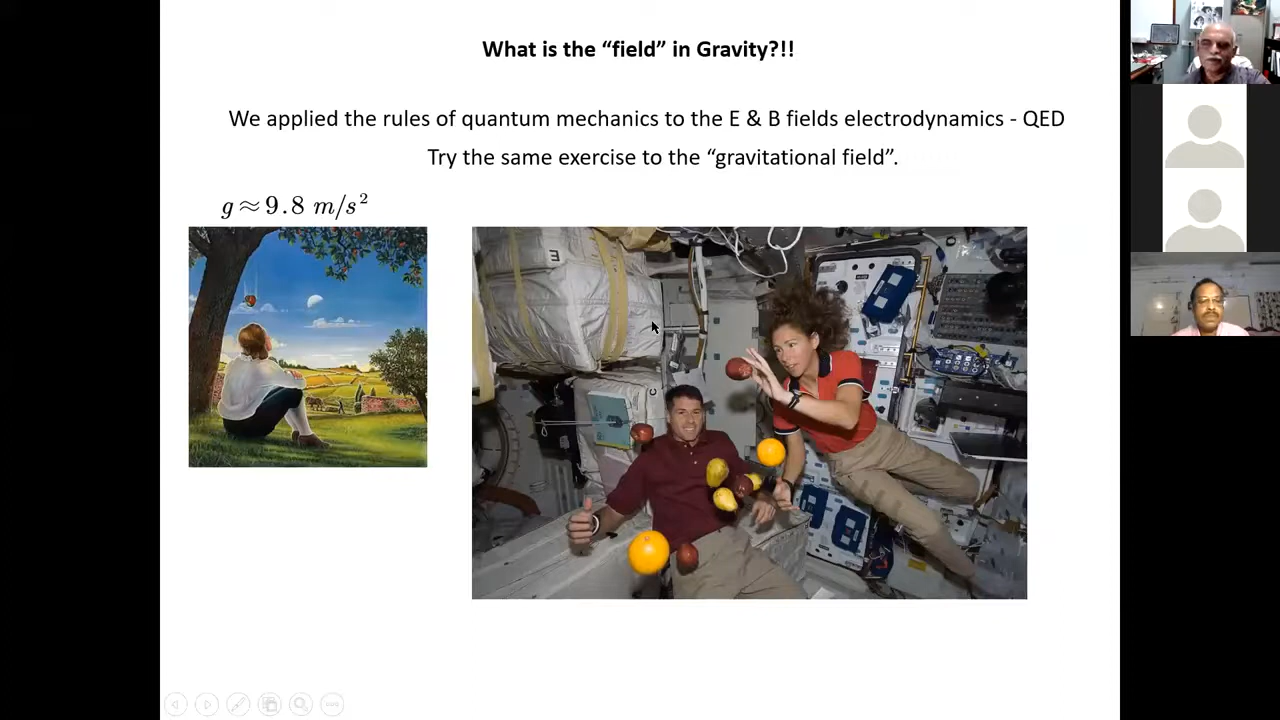 What is the “field” in Gravity?!!
We applied the rules of quantum mechanics to the E & B fields electrodynamics - QED
Try the same exercise to the “gravitational field”.
g ≈ 9.8 m/s²
E
C